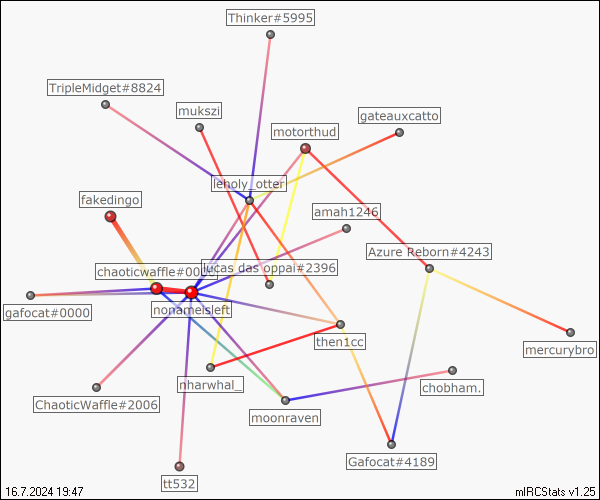 Thinker#5995
TripleMidget#8824
mukszi
gateauxcatto
motorthud
leholy_otter
fakedingo
amah1246
Azure Reborn#4243
lucas das oppai#2396
gafocat#0000
nonameisleft
then1cc
mercurybro
nharwhal_
chobham.
ChaoticWaffle#2006
moonraven
Gafocat#4189
tt532
16.7.2024 19:47
mIRCStats v1.25